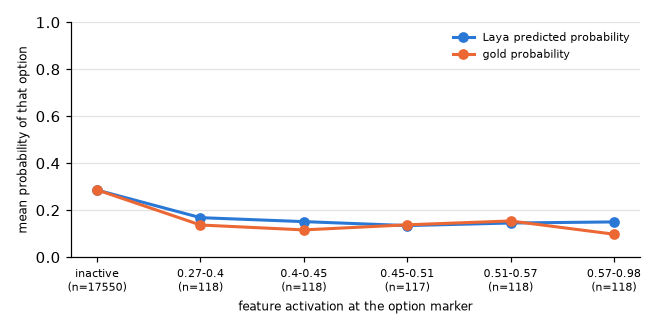 mean probability of that option
1.0
0.8
0.6
0.4
0.2
0.0
Laya predicted probability
gold probability
inactive
(n=17550)
0.27-0.4
(n=118)
0.4-0.45
(n=118)
0.45-0.51
(n=117)
0.51-0.57
(n=118)
0.57-0.98
(n=118)
feature activation at the option marker